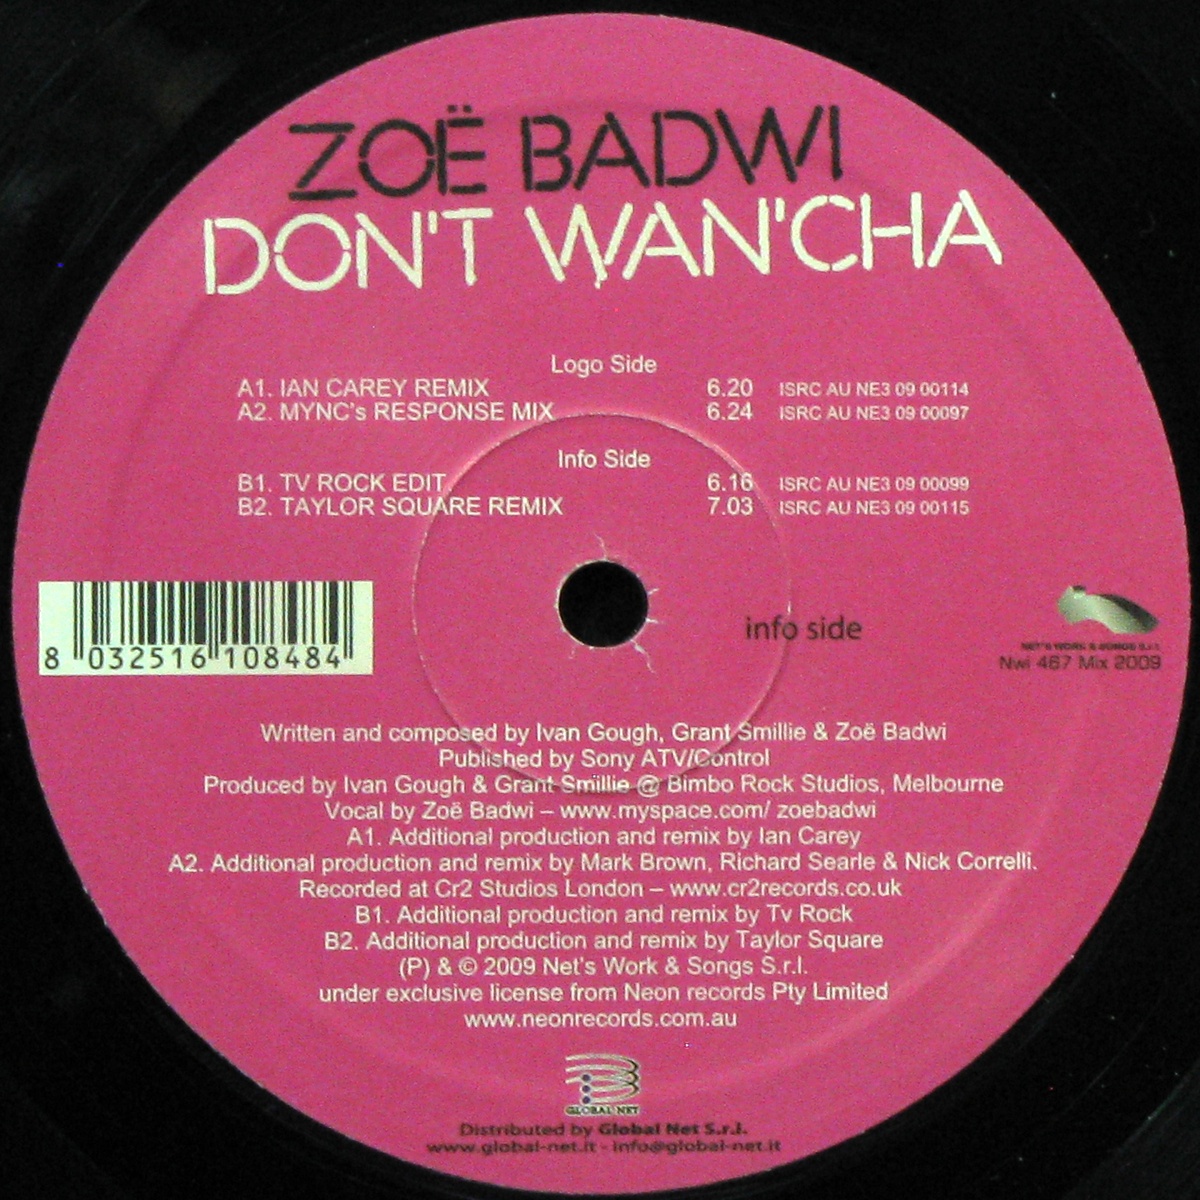 ZOË BADWI
DON'T WAN'CHA
Logo Side
A1. IAN CAREY REMIX 6.20 ISRC AU NE3 09 00114
A2. MYNC's RESPONSE MIX 6.24 ISRC AU NE3 09 00097
Info Side
B1. TV ROCK EDIT 6.16 ISRC AU NE3 09 00099
B2. TAYLOR SQUARE REMIX 7.03 ISRC AU NE3 09 00115
8 032516 108484
info side
NET'S WORK & SONGS S.r.l.
Nwi 467 Mix 2009
Written and composed by Ivan Gough, Grant Smillie & Zoë Badwi
Published by Sony ATV/Control
Produced by Ivan Gough & Grant Smillie @ Bimbo Rock Studios, Melbourne
Vocal by Zoë Badwi – www.myspace.com/ zoebadwi
A1. Additional production and remix by Ian Carey
A2. Additional production and remix by Mark Brown, Richard Searle & Nick Correlli.
Recorded at Cr2 Studios London – www.cr2records.co.uk
B1. Additional production and remix by Tv Rock
B2. Additional production and remix by Taylor Square
(P) & © 2009 Net's Work & Songs S.r.l.
under exclusive license from Neon records Pty Limited
www.neonrecords.com.au
GLOBAL NET
Distributed by Global Net S.r.l.
www.global-net.it - info@global-net.it